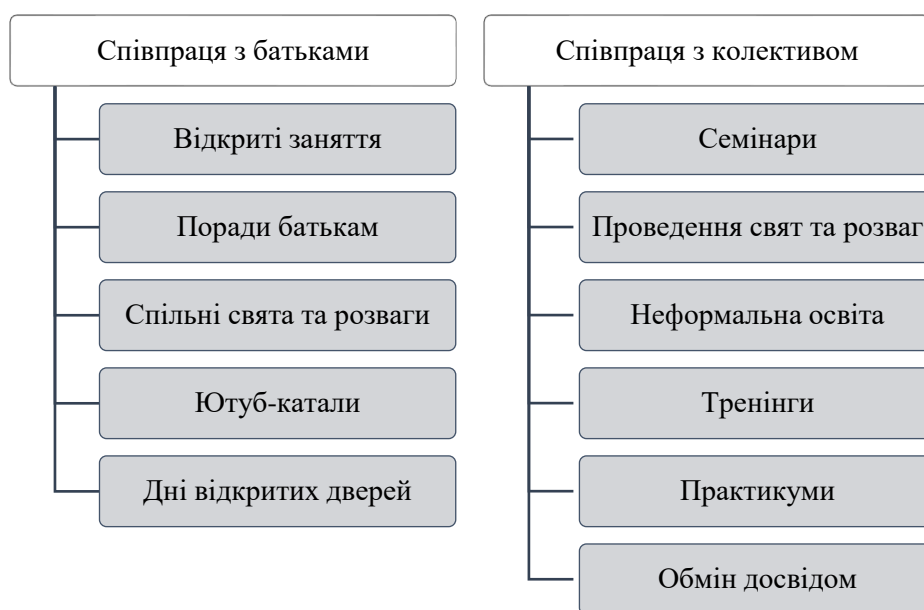 Співпраця з батьками
Відкриті заняття
Поради батькам
Спільні свята та розваги
Ютуб-катали
Дні відкритих дверей
Співпраця з колективом
Семінари
Проведення свят та розваг
Неформальна освіта
Тренінги
Практикуми
Обмін досвідом